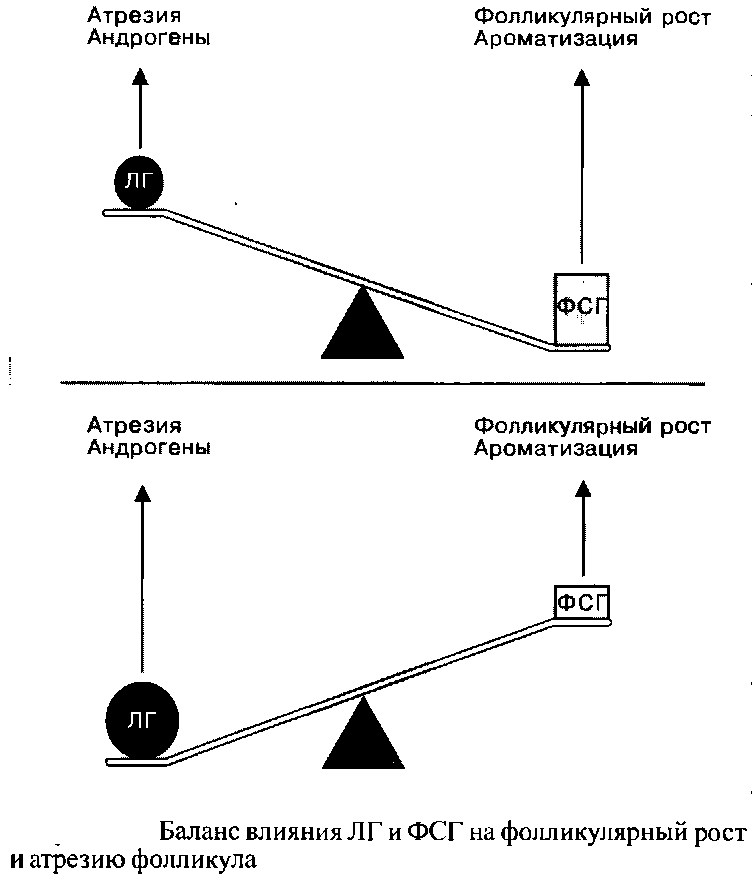 Атрезия
Андрогены
Фолликулярный рост
Ароматизация
ЛГ
ФСГ
Атрезия
Андрогены
Фолликулярный рост
Ароматизация
ФСГ
ЛГ
Баланс влияния ЛГ и ФСГ на фолликулярный рост
и атрезию фолликула